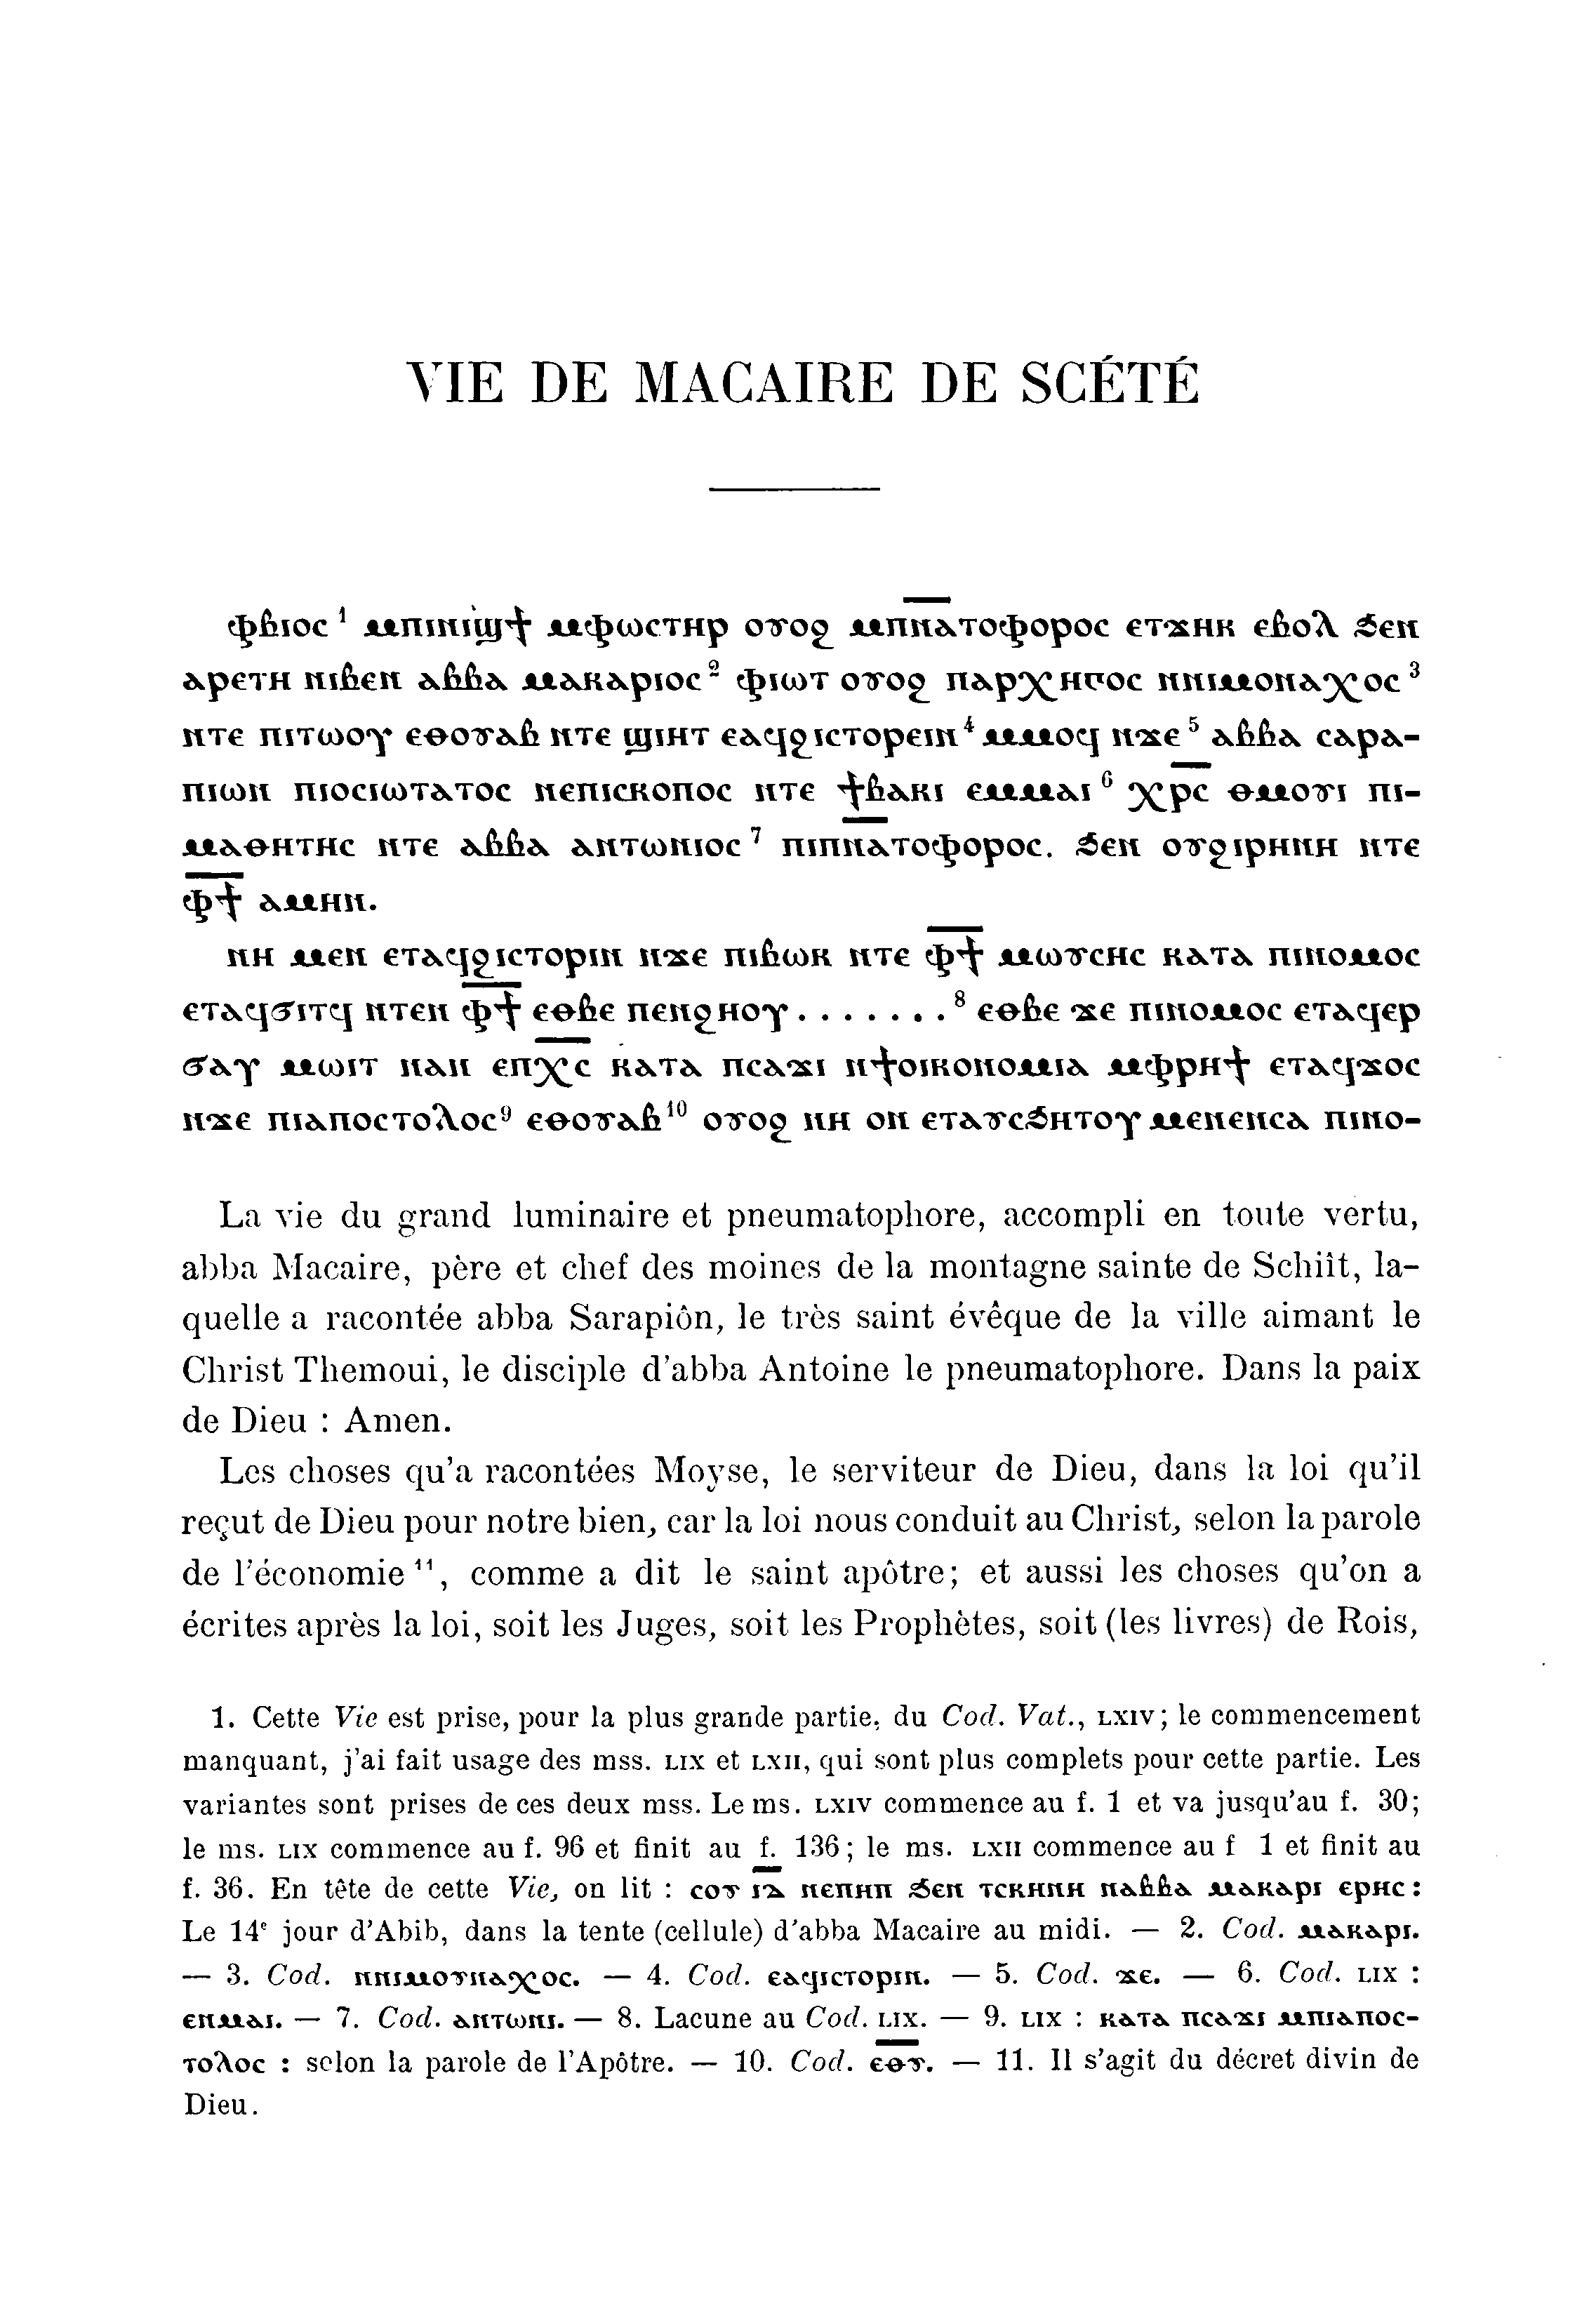 VIE DE MACAIRE DE SCÉTÉ
ⲫⲃⲓⲟⲥ ¹ ⲙⲡⲓⲛⲓϣϯ ⲙⲫⲱⲥⲧⲏⲣ ⲟⲩⲟϩ ⲙⲡⲛ̅ⲁ̅ⲧⲟⲫⲟⲣⲟⲥ ⲉⲧϫⲏⲕ ⲉⲃⲟⲗ ϧⲉⲛ
ⲁⲣⲉⲧⲏ ⲛⲓⲃⲉⲛ ⲁⲃⲃⲁ ⲙⲁⲕⲁⲣⲓⲟⲥ ² ⲫⲓⲱⲧ ⲟⲩⲟϩ ⲡⲁⲣⲭⲏⲅⲟⲥ ⲛⲛⲓⲙⲟⲛⲁⲭⲟⲥ ³
ⲛⲧⲉ ⲡⲓⲧⲱⲟⲩ ⲉⲑⲟⲩⲁⲃ ⲛⲧⲉ ϣⲓⲏⲧ ⲉⲁϥϩⲓⲥⲧⲟⲣⲉⲓⲛ ⁴ ⲙⲙⲟϥ ⲛϫⲉ ⁵ ⲁⲃⲃⲁ ⲥⲁⲣⲁ-
ⲡⲓⲱⲛ ⲡⲓⲟⲥⲓⲱⲧⲁⲧⲟⲥ ⲛⲉⲡⲓⲥⲕⲟⲡⲟⲥ ⲛⲧⲉ ϯⲃⲁⲕⲓ ⲉⲙⲙⲁⲓ ⁶ ⲭⲣ̅ⲥ̅ ⲑⲙⲟⲩⲓ ⲡⲓ-
ⲙⲁⲑⲏⲧⲏⲥ ⲛⲧⲉ ⲁⲃⲃⲁ ⲁⲛⲧⲱⲛⲓⲟⲥ ⁷ ⲡⲓⲡⲛ̅ⲁ̅ⲧⲟⲫⲟⲣⲟⲥ. ϧⲉⲛ ⲟⲩϩⲓⲣⲏⲛⲏ ⲛⲧⲉ
ⲫ̅ϯ̅ ⲁⲙⲏⲛ.
ⲛⲏ ⲙⲉⲛ ⲉⲧⲁϥϩⲓⲥⲧⲟⲣⲓⲛ ⲛϫⲉ ⲡⲓⲃⲱⲕ ⲛⲧⲉ ⲫ̅ϯ̅ ⲙⲱⲩⲥⲏⲥ ⲕⲁⲧⲁ ⲡⲓⲛⲟⲙⲟⲥ
ⲉⲧⲁϥϭⲓⲧϥ ⲛⲧⲉⲛ ⲫ̅ϯ̅ ⲉⲑⲃⲉ ⲡⲉⲛϩⲏⲟⲩ ....... ⁸ ⲉⲑⲃⲉ ϫⲉ ⲡⲓⲛⲟⲙⲟⲥ ⲉⲧⲁϥⲉⲣ
ϭⲁⲩ ⲙⲱⲓⲧ ⲛⲁⲛ ⲉⲡⲭ̅ⲥ̅ ⲕⲁⲧⲁ ⲡⲥⲁϫⲓ ⲛϯⲟⲓⲕⲟⲛⲟⲙⲓⲁ ⲙⲫⲣⲏϯ ⲉⲧⲁϥϫⲟⲥ
ⲛϫⲉ ⲡⲓⲁⲡⲟⲥⲧⲟⲗⲟⲥ ⁹ ⲉⲑⲟⲩⲁⲃ ¹⁰ ⲟⲩⲟϩ ⲛⲏ ⲟⲛ ⲉⲧⲁⲩⲥϧⲏⲧⲟⲩ ⲙⲉⲛⲉⲛⲥⲁ ⲡⲓⲛⲟ-
La vie du grand luminaire et pneumatophore, accompli en toute vertu,
abba Macaire, père et chef des moines de la montagne sainte de Schiît, la-
quelle a racontée abba Sarapiôn, le très saint évêque de la ville aimant le
Christ Themoui, le disciple d'abba Antoine le pneumatophore. Dans la paix
de Dieu : Amen.
Les choses qu'a racontées Moyse, le serviteur de Dieu, dans la loi qu'il
reçut de Dieu pour notre bien, car la loi nous conduit au Christ, selon la parole
de l'économie ¹¹, comme a dit le saint apôtre; et aussi les choses qu'on a
écrites après la loi, soit les Juges, soit les Prophètes, soit (les livres) de Rois,
1. Cette Vie est prise, pour la plus grande partie, du Cod. Vat., LXIV; le commencement
manquant, j'ai fait usage des mss. LIX et LXII, qui sont plus complets pour cette partie. Les
variantes sont prises de ces deux mss. Le ms. LXIV commence au f. 1 et va jusqu'au f. 30;
le ms. LIX commence au f. 96 et finit au f. 136; le ms. LXII commence au f 1 et finit au
f. 36. En tête de cette Vie, on lit : ⲥⲟⲩ ⲓ̅ⲇ̅ ⲛⲉⲡⲏⲡ ϧⲉⲛ ⲧⲥⲕⲏⲛⲏ ⲛⲁⲃⲃⲁ ⲙⲁⲕⲁⲣⲓ ⲉⲣⲏⲥ :
Le 14ᵉ jour d'Abib, dans la tente (cellule) d'abba Macaire au midi. — 2. Cod. ⲙⲁⲕⲁⲣⲓ.
— 3. Cod. ⲛⲛⲓⲙⲟⲩⲛⲁⲭⲟⲥ. — 4. Cod. ⲉⲁϥⲓⲥⲧⲟⲣⲓⲛ. — 5. Cod. ϫⲉ. — 6. Cod. LIX :
ⲉⲛⲙⲁⲓ. — 7. Cod. ⲁⲛⲧⲱⲛⲓ. — 8. Lacune au Cod. LIX. — 9. LIX : ⲕⲁⲧⲁ ⲡⲥⲁϫⲓ ⲙⲡⲓⲁⲡⲟⲥ-
ⲧⲟⲗⲟⲥ : selon la parole de l'Apôtre. — 10. Cod. ⲉ̅ⲑ̅ⲩ̅. — 11. Il s'agit du décret divin de
Dieu.